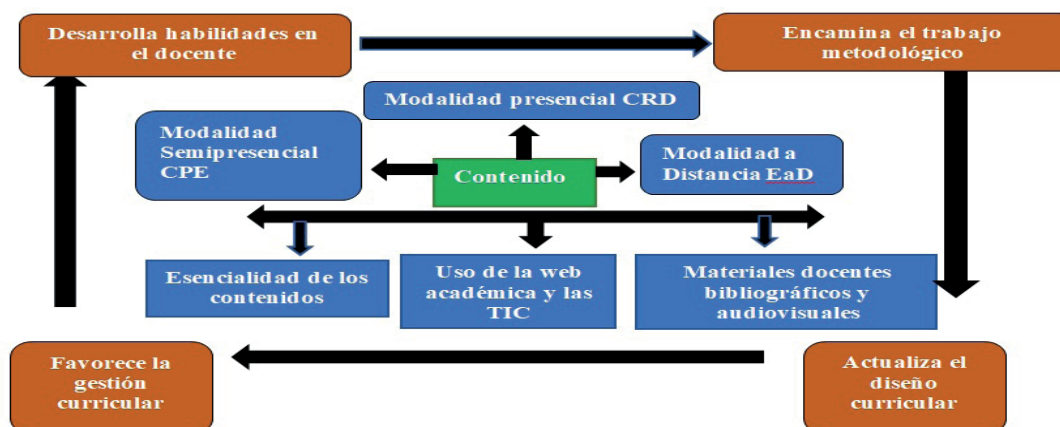 Desarrolla habilidades en
el docente
Encamina el trabajo
metodológico
Modalidad presencial CRD
Modalidad
Semipresencial
CPE
Contenido
Modalidad a
Distancia EaD
Esencialidad de los
contenidos
Uso de la web
académica y las
TIC
Materiales docentes
bibliográficos y
audiovisuales
Favorece la
gestión
curricular
Actualiza el
diseño
curricular